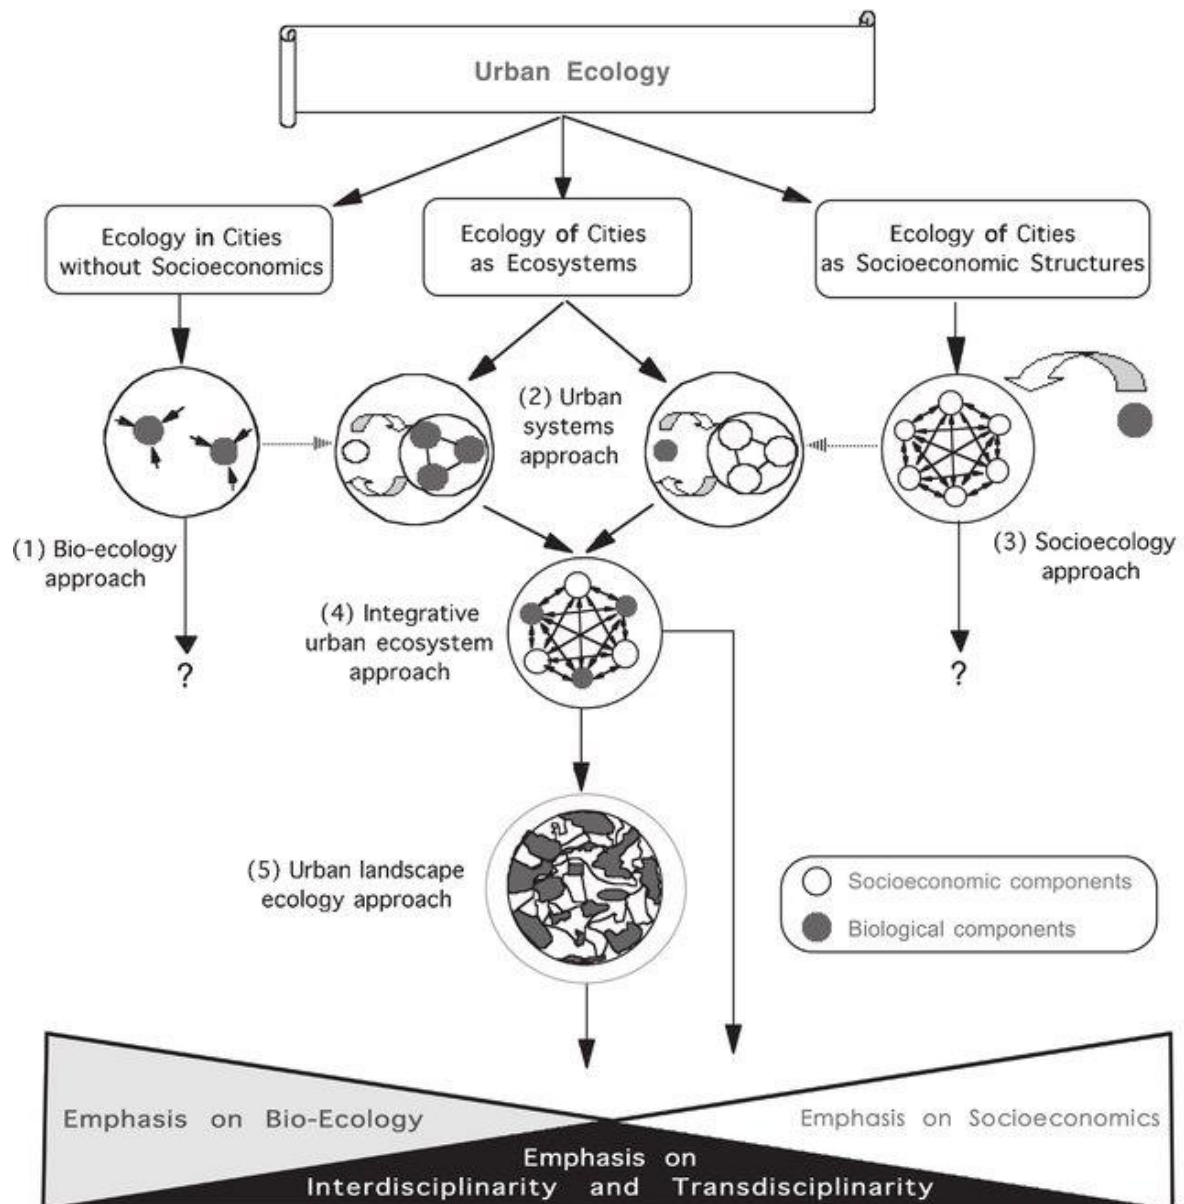 Urban Ecology
Ecology in Cities
without Socioeconomics
Ecology of Cities
as Ecosystems
Ecology of Cities
as Socioeconomic Structures
(2) Urban
systems
approach
(1) Bio-ecology
approach
(3) Socioecology
approach
?
(4) Integrative
urban ecosystem
approach
?
(5) Urban landscape
ecology approach
Socioeconomic components
Biological components
Emphasis on Bio-Ecology
Emphasis on Socioeconomics
Emphasis on
Interdisciplinarity and Transdisciplinarity